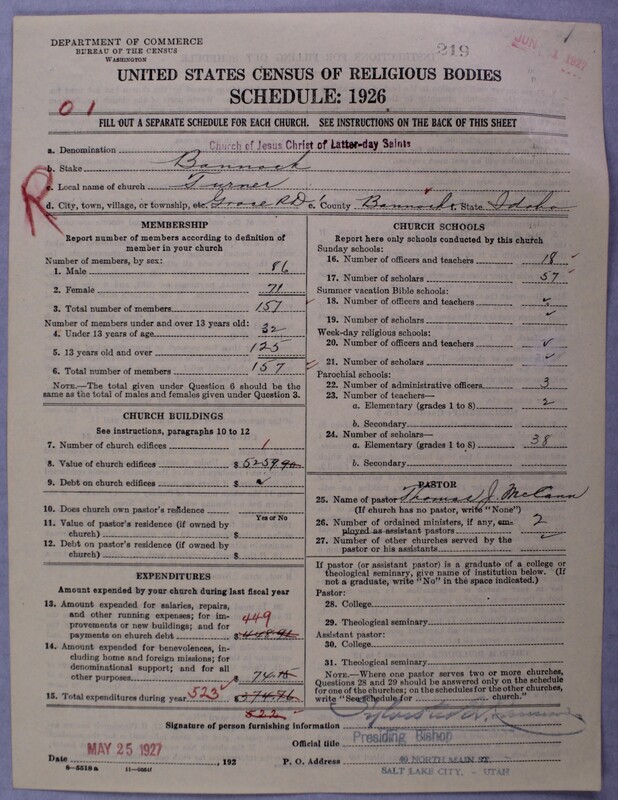 DEPARTMENT OF COMMERCE
BUREAU OF THE CENSUS
WASHINGTON
219
JUN 1 1927
UNITED STATES CENSUS OF RELIGIOUS BODIES
SCHEDULE: 1926
01
FILL OUT A SEPARATE SCHEDULE FOR EACH CHURCH. SEE INSTRUCTIONS ON THE BACK OF THIS SHEET
a. Denomination Church of Jesus Christ of Latter-day Saints
b. Stake Bannock
c. Local name of church Turner
R
d. City, town, village, or township, etc. Grace RD e. County Bannock f. State Idaho
MEMBERSHIP
Report number of members according to definition of
member in your church
Number of members, by sex:
1. Male 86
2. Female 71
3. Total number of members 157
Number of members under and over 13 years old:
4. Under 13 years of age 32
5. 13 years old and over 125
6. Total number of members 157
NOTE.—The total given under Question 6 should be the
same as the total of males and females given under Question 3.
CHURCH BUILDINGS
See instructions, paragraphs 10 to 12
7. Number of church edifices 1
8. Value of church edifices $ 5259.90
9. Debt on church edifices $
10. Does church own pastor's residence
Yes or No
11. Value of pastor's residence (if owned by
church) $
12. Debt on pastor's residence (if owned by
church) $
EXPENDITURES
Amount expended by your church during last fiscal year
13. Amount expended for salaries, repairs,
and other running expenses; for im-
provements or new buildings; and for
payments on church debt 449 $ 448.91
14. Amount expended for benevolences, in-
cluding home and foreign missions; for
denominational support; and for all
other purposes $ 74.15
15. Total expenditures during year 523 $
522
CHURCH SCHOOLS
Report here only schools conducted by this church
Sunday schools:
16. Number of officers and teachers 18
17. Number of scholars 57
Summer vacation Bible schools:
18. Number of officers and teachers
19. Number of scholars
Week-day religious schools:
20. Number of officers and teachers
21. Number of scholars
Parochial schools:
22. Number of administrative officers 3
23. Number of teachers—
a. Elementary (grades 1 to 8) 2
b. Secondary
24. Number of scholars—
a. Elementary (grades 1 to 8) 38
b. Secondary
PASTOR
25. Name of pastor Thomas J. McCann
(If church has no pastor, write "None")
26. Number of ordained ministers, if any, em-
ployed as assistant pastors 2
27. Number of other churches served by the
pastor or his assistants
If pastor (or assistant pastor) is a graduate of a college or
theological seminary, give name of institution below. (If
not a graduate, write "No" in the space indicated.)
Pastor:
28. College
29. Theological seminary
Assistant pastor:
30. College
31. Theological seminary
NOTE.—Where one pastor serves two or more churches,
Questions 28 and 29 should be answered only on the schedule
for one of the churches; on the schedules for the other churches,
write "See schedule for church."
Signature of person furnishing information
Official title Presiding Bishop
Date MAY 25 1927, 192 P. O. Address 40 NORTH MAIN ST.
SALT LAKE CITY, - UTAH
8—5518a